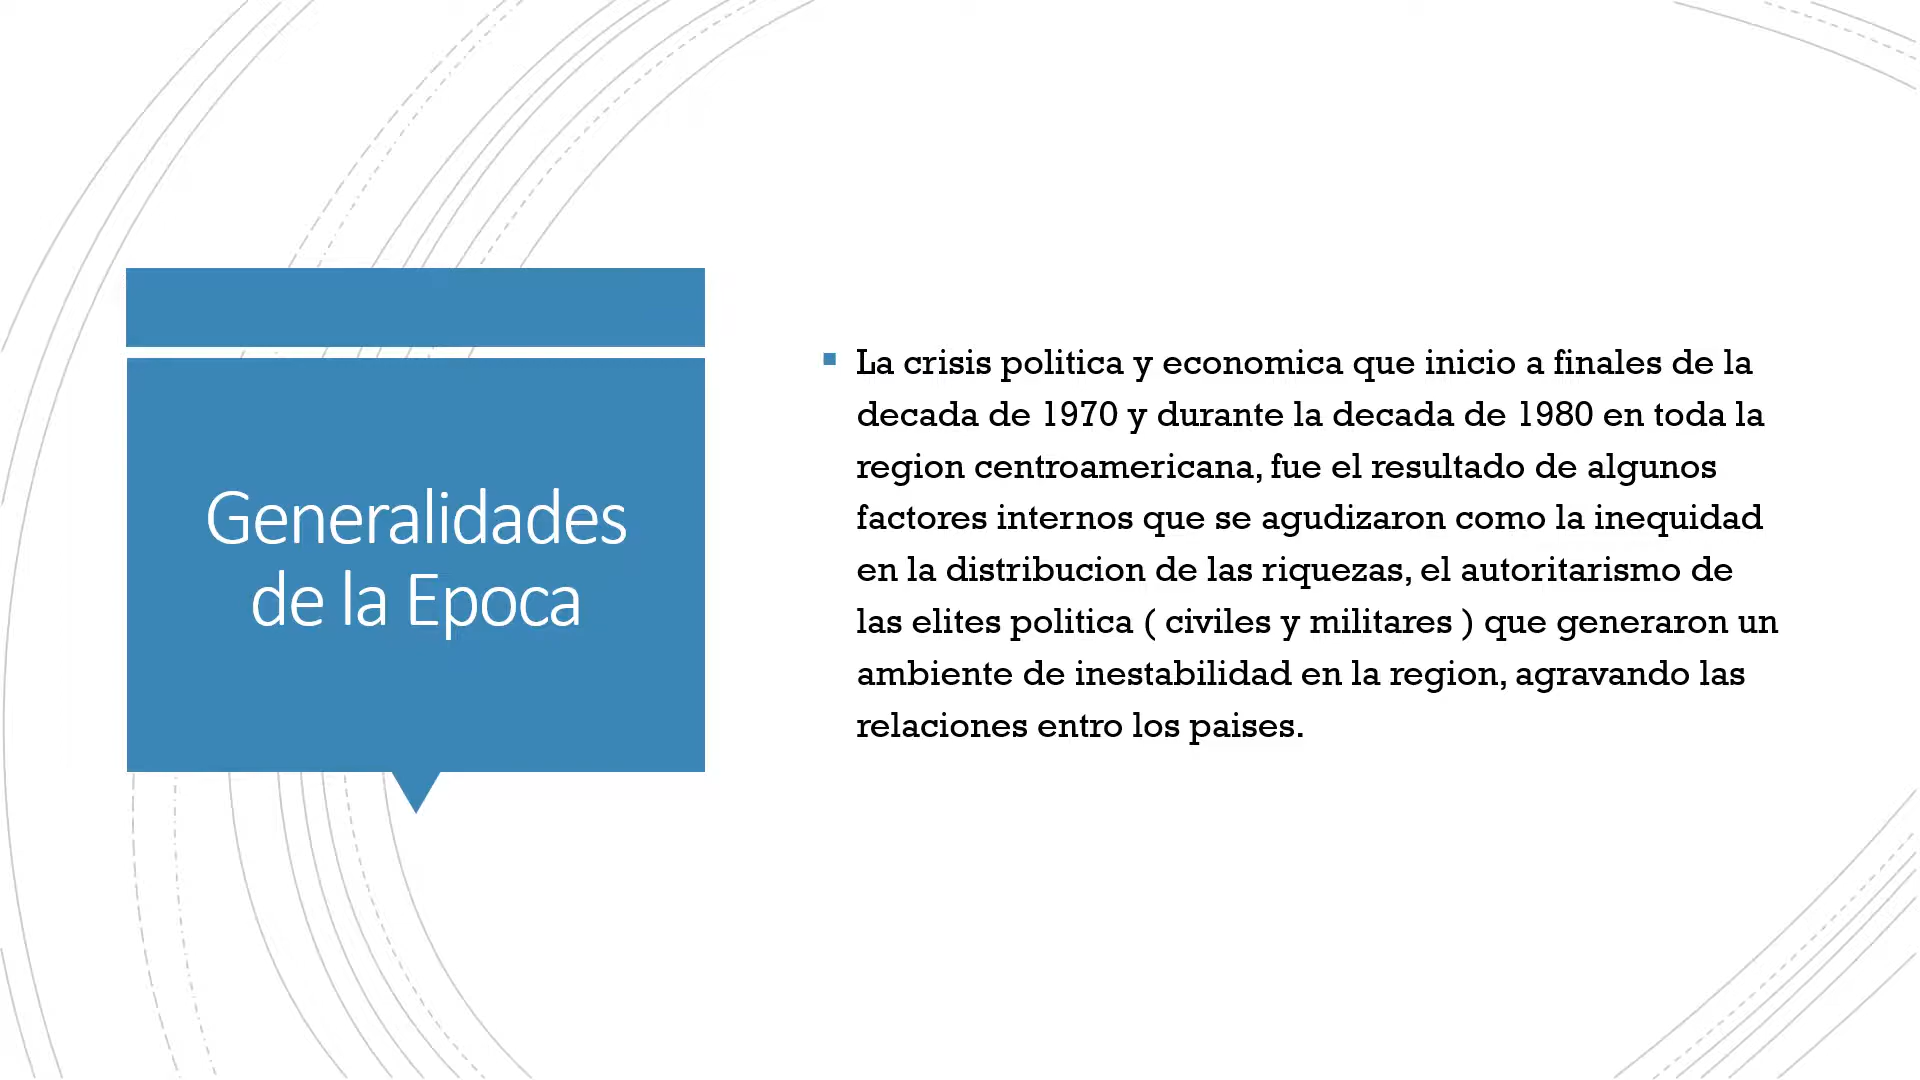 Generalidades
de la Epoca
La crisis politica y economica que inicio a finales de la
decada de 1970 y durante la decada de 1980 en toda la
region centroamericana, fue el resultado de algunos
factores internos que se agudizaron como la inequidad
en la distribucion de las riquezas, el autoritarismo de
las elites politica ( civiles y militares ) que generaron un
ambiente de inestabilidad en la region, agravando las
relaciones entro los paises.